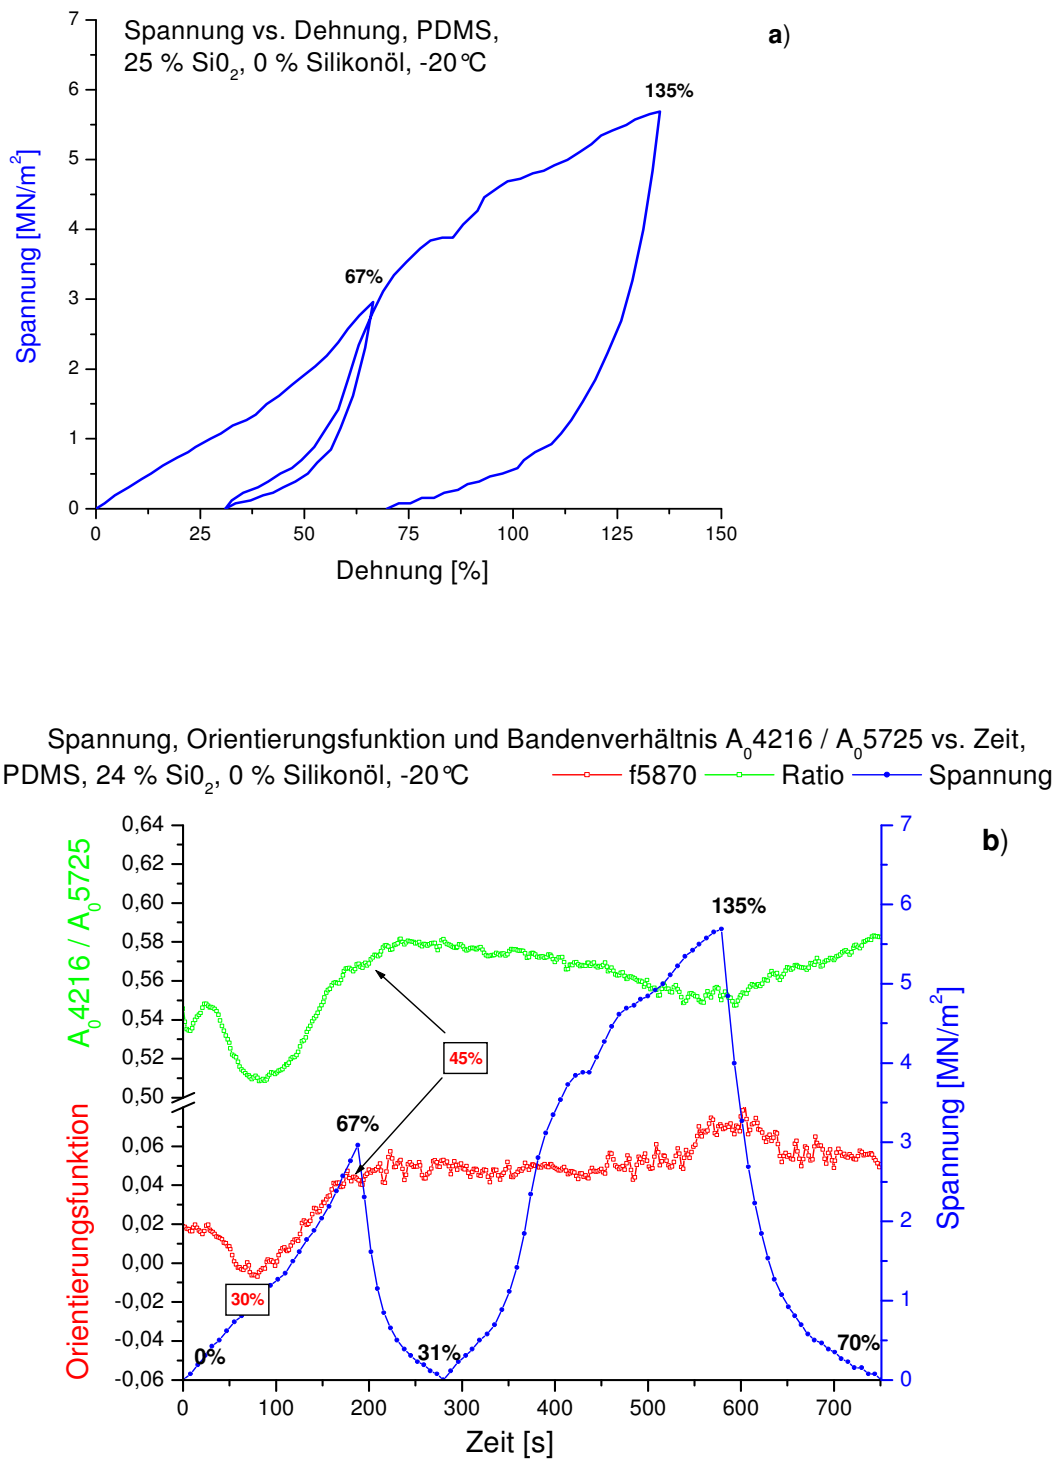 Spannung vs. Dehnung, PDMS,
25 % Si0₂, 0 % Silikonöl, -20°C
a)
Spannung [MN/m²]
7
6
5
4
3
2
1
0
67%
135%
0 25 50 75 100 125 150
Dehnung [%]
Spannung, Orientierungsfunktion und Bandenverhältnis A₀4216 / A₀5725 vs. Zeit,
PDMS, 24 % Si0₂, 0 % Silikonöl, -20°C f5870 Ratio Spannung
b)
A₀4216 / A₀5725
0,64
0,62
0,60
0,58
0,56
0,54
0,52
0,50
Orientierungsfunktion
0,06
0,04
0,02
0,00
-0,02
-0,04
-0,06
135%
45%
67%
30%
0%
31%
70%
7
6
5
4
3
2
1
0
Spannung [MN/m²]
0 100 200 300 400 500 600 700
Zeit [s]